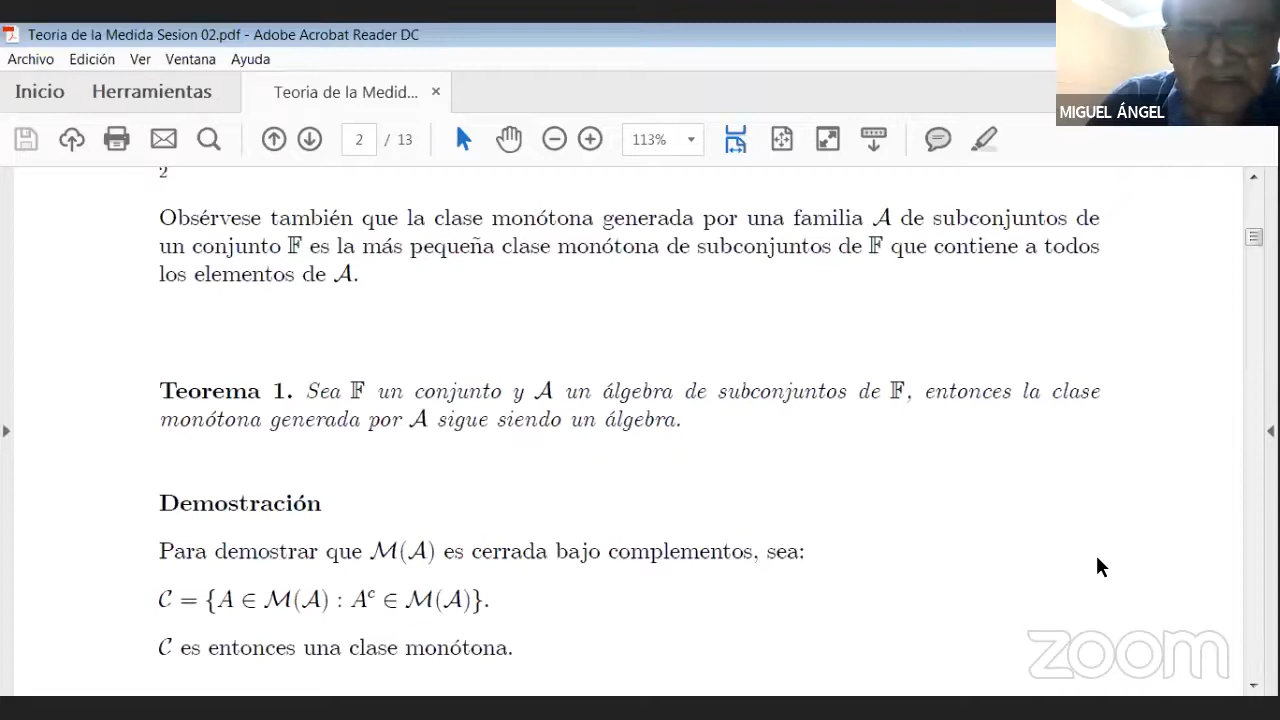 Teoria de la Medida Sesion 02.pdf - Adobe Acrobat Reader DC
Archivo Edición Ver Ventana Ayuda
MIGUEL ÁNGEL
Inicio Herramientas Teoria de la Medid... ×
2 / 13 113%
2
Obsérvese también que la clase monótona generada por una familia 𝒜 de subconjuntos de
un conjunto 𝔽 es la más pequeña clase monótona de subconjuntos de 𝔽 que contiene a todos
los elementos de 𝒜.
Teorema 1. Sea 𝔽 un conjunto y 𝒜 un álgebra de subconjuntos de 𝔽, entonces la clase
monótona generada por 𝒜 sigue siendo un álgebra.
Demostración
Para demostrar que ℳ(𝒜) es cerrada bajo complementos, sea:
𝒞 = {A ∈ ℳ(𝒜) : Aᶜ ∈ ℳ(𝒜)}.
𝒞 es entonces una clase monótona.
zoom